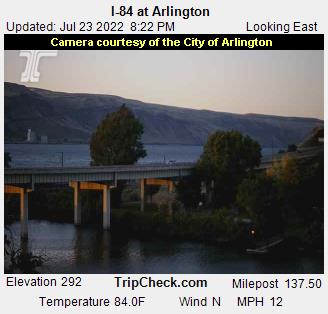 I-84 at Arlington
Updated: Jul 23 2022 8:22 PM Looking East
Camera courtesy of the City of Arlington
Elevation 292 TripCheck.com Milepost 137.50
Temperature 84.0F Wind N MPH 12